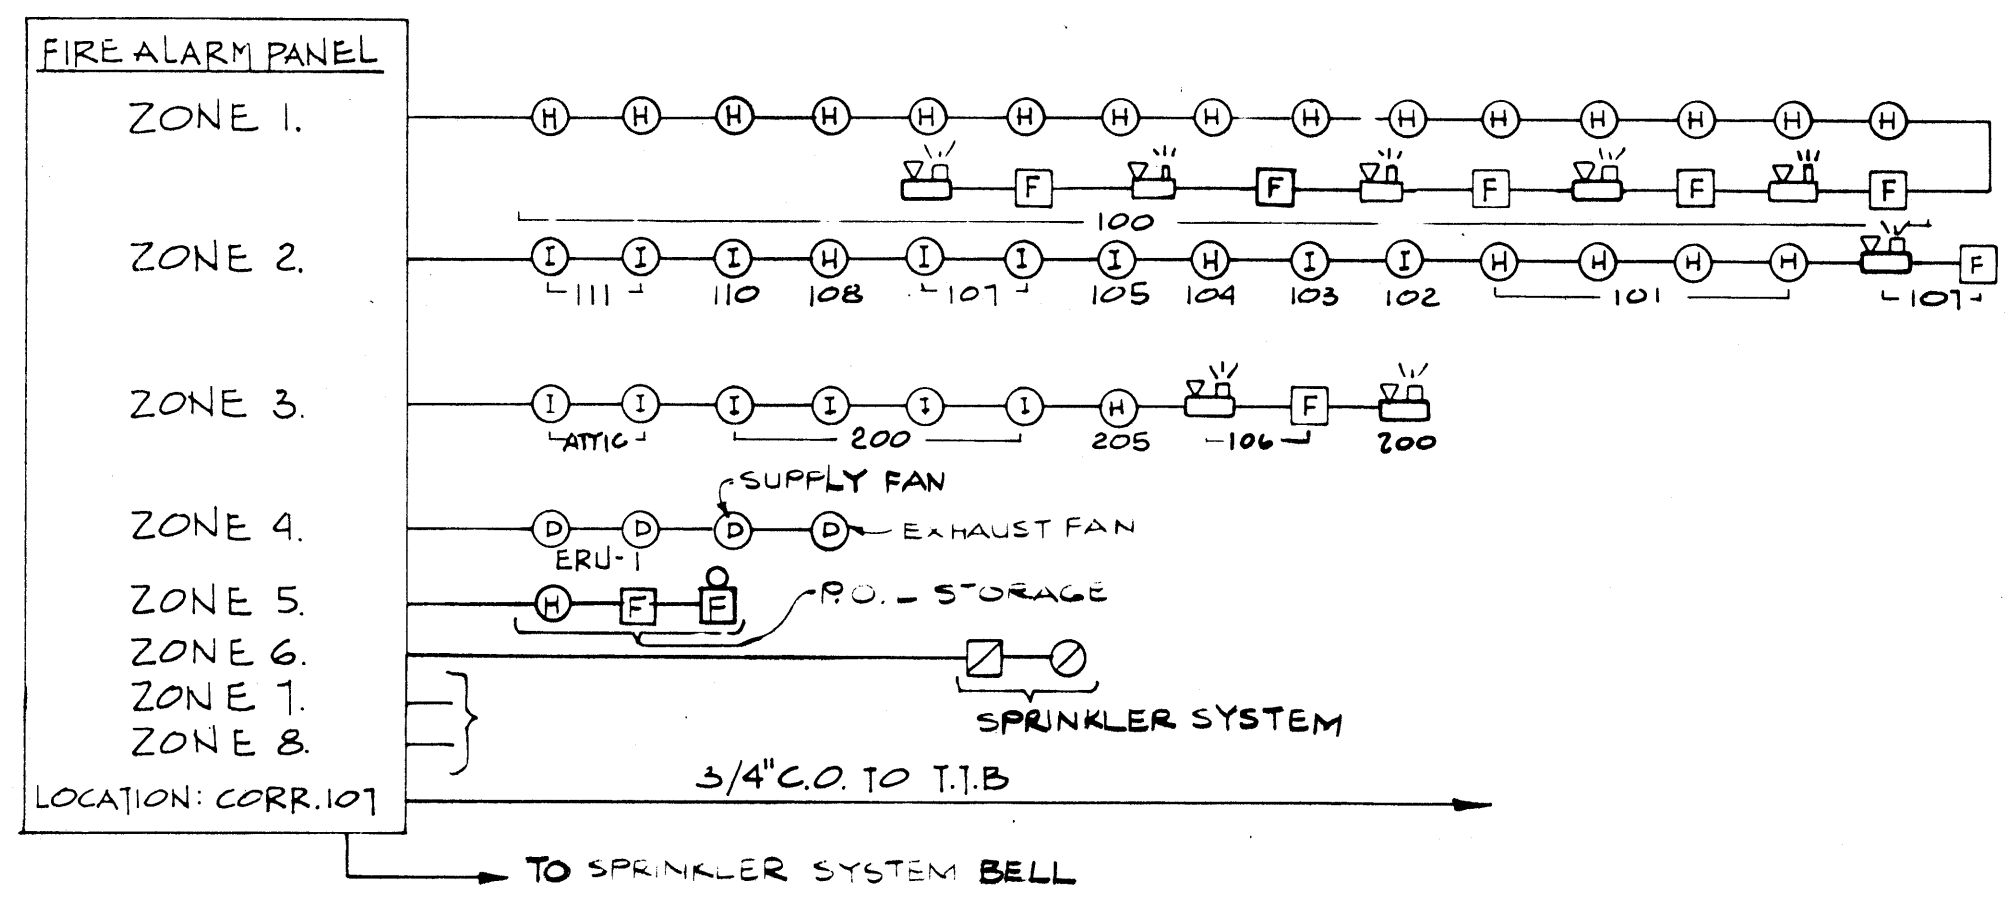 FIRE ALARM PANEL
ZONE 1. H H H H H H H H H H H H H H H
F F F F F
100
ZONE 2. I I I H I I I H I I H H H H F
111 110 108 107 105 104 103 102 101 107
ZONE 3. I I I I I I H F
ATTIC 200 205 106 200
SUPPLY FAN
ZONE 4. D D D D EXHAUST FAN
ERU-1
ZONE 5. H F F P.O. - STORAGE
ZONE 6.
ZONE 7.
SPRINKLER SYSTEM
ZONE 8.
3/4" C.O. TO T.T.B
LOCATION: CORR. 107
TO SPRINKLER SYSTEM BELL